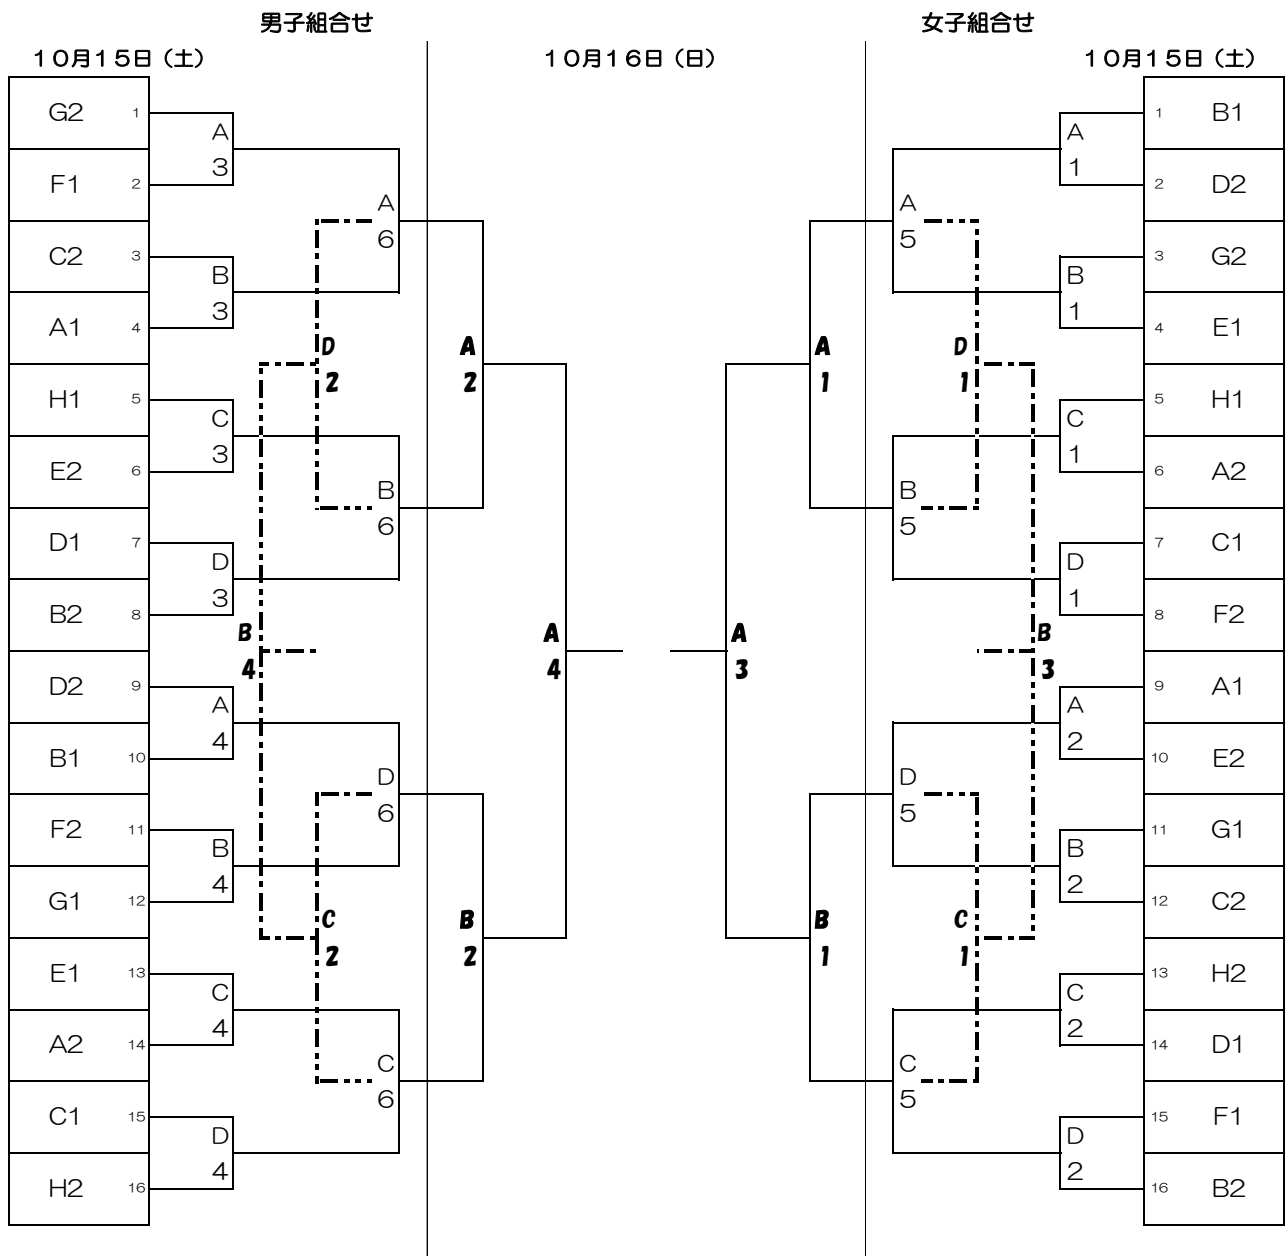 男子組合せ
女子組合せ
10月15日（土）
10月16日（日）
10月15日（土）
G2 1
F1 2
C2 3
A1 4
H1 5
E2 6
D1 7
B2 8
D2 9
B1 10
F2 11
G1 12
E1 13
A2 14
C1 15
H2 16
A
3
B
3
C
3
D
3
A
4
B
4
C
4
D
4
D
2
B
4
C
2
A
6
B
6
D
6
C
6
A
2
B
2
A
4
A
3
A
1
B
1
A
5
B
5
D
5
C
5
D
1
C
1
B
3
A
1
B
1
C
1
D
1
A
2
B
2
C
2
D
2
1 B1
2 D2
3 G2
4 E1
5 H1
6 A2
7 C1
8 F2
9 A1
10 E2
11 G1
12 C2
13 H2
14 D1
15 F1
16 B2